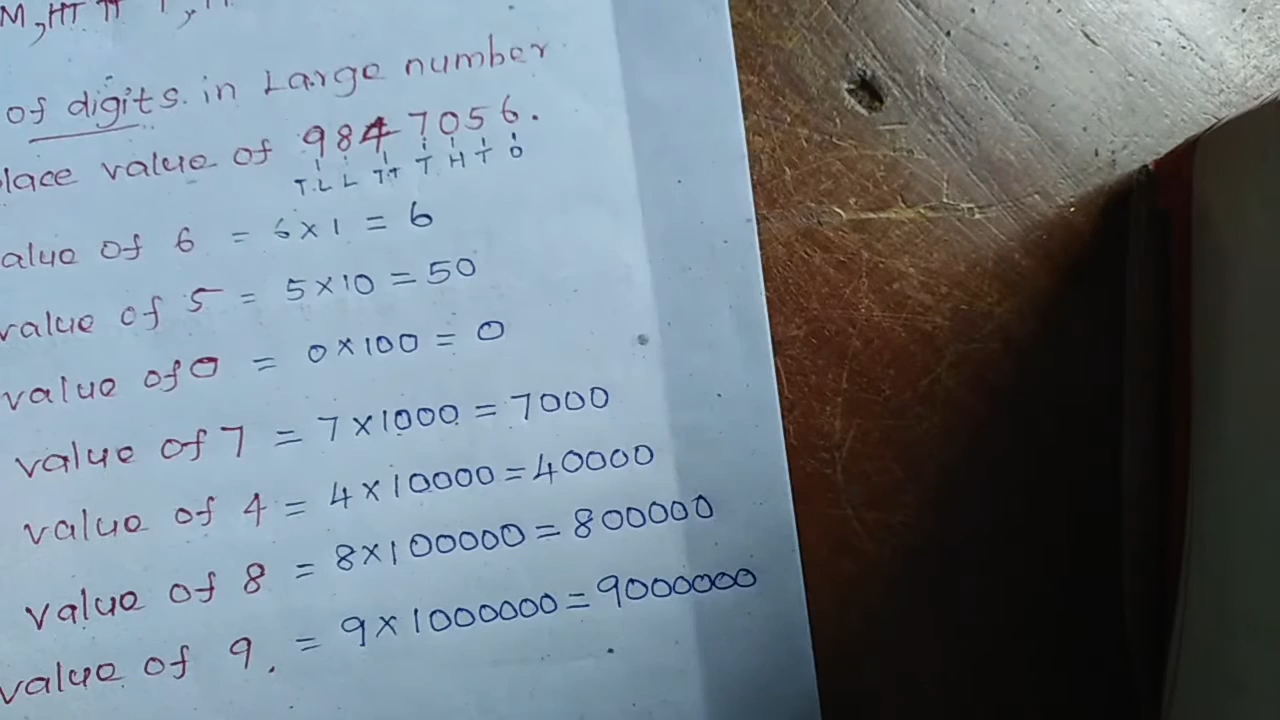 of digits. in Large number
lace value of 9847056.
T.L L T.T T H T O
alue of 6 = 6×1 = 6
value of 5 = 5×10 = 50
value of 0 = 0×100 = 0
value of 7 = 7×1000 = 7000
value of 4 = 4×10000 = 40000
value of 8 = 8×100000 = 800000
value of 9. = 9×1000000 = 9000000